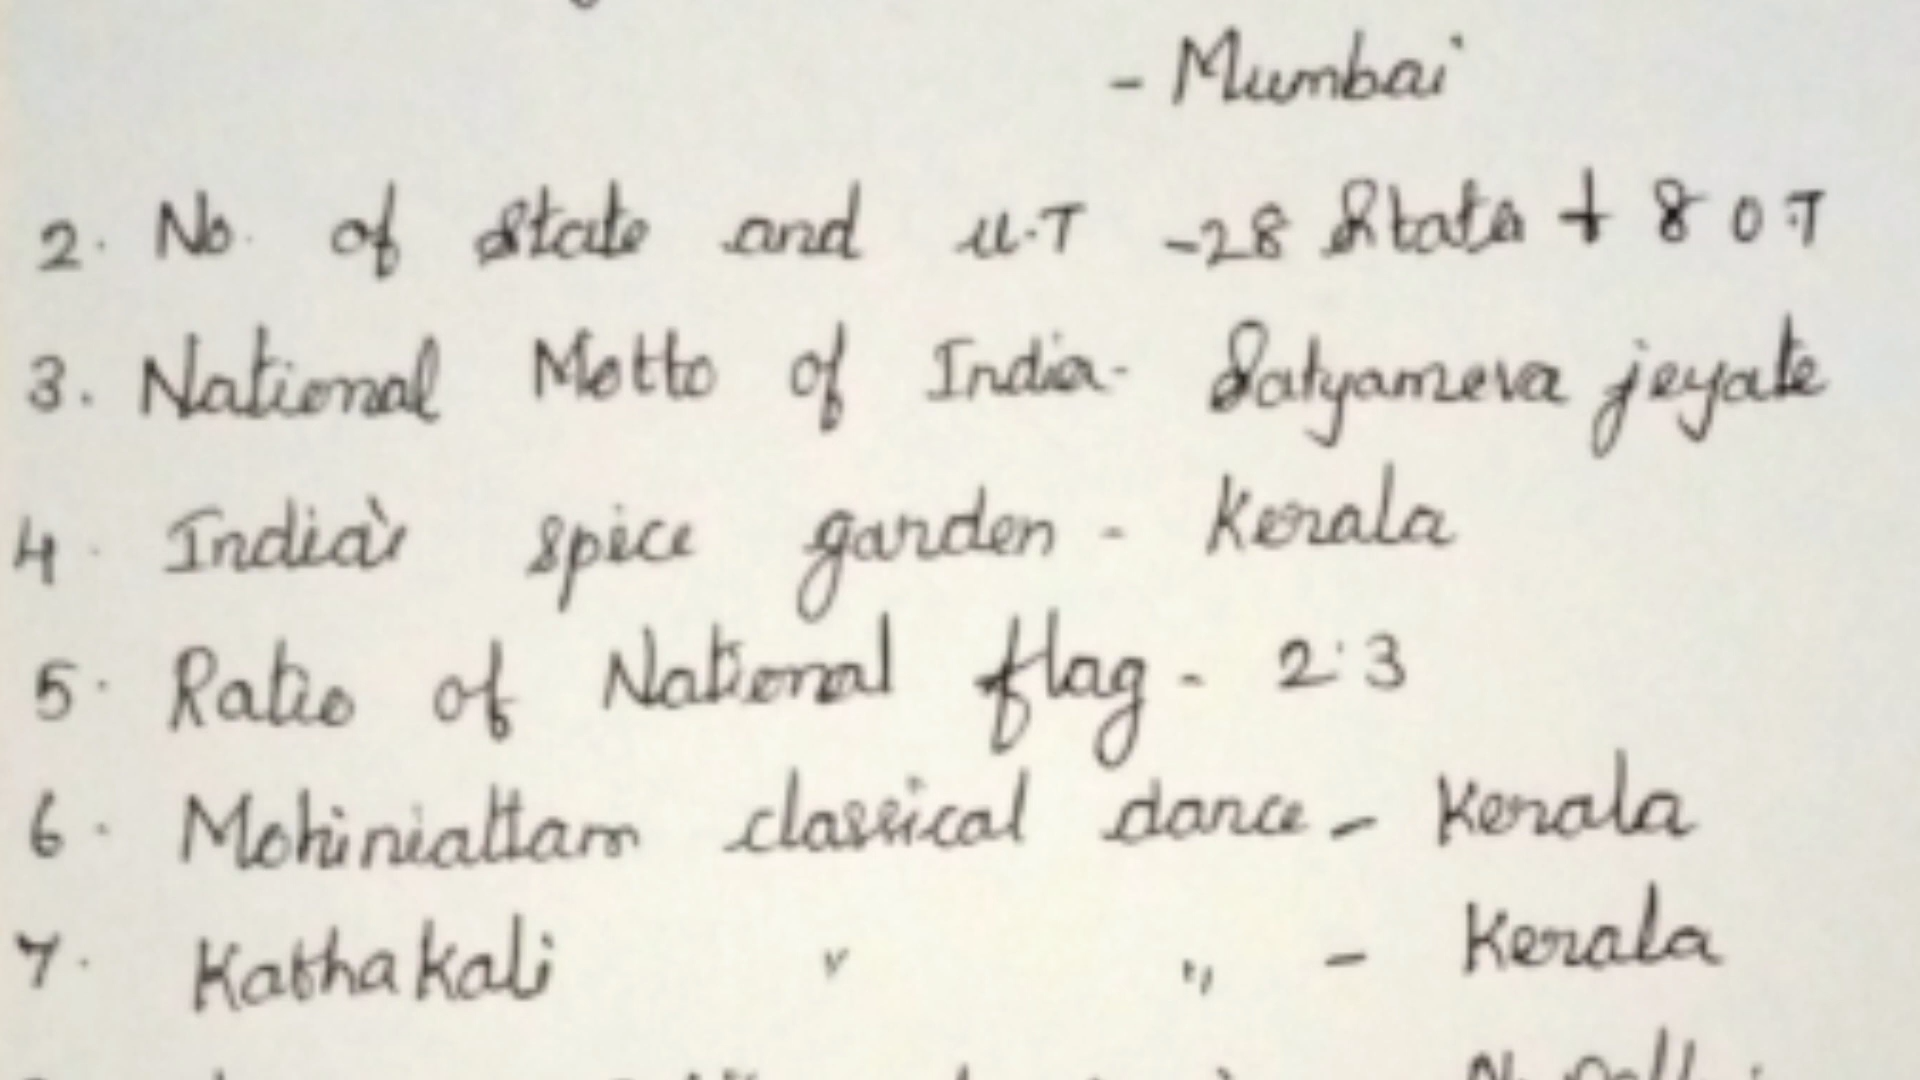 - Mumbai
2. No. of State and U.T - 28 State + 8 O.T
3. National Motto of India - Satyameva jeyate
4. India's spice garden - Kerala
5. Ratio of National flag - 2:3
6. Mohiniattam classical dance - Kerala
7. Kathakali " " - Kerala